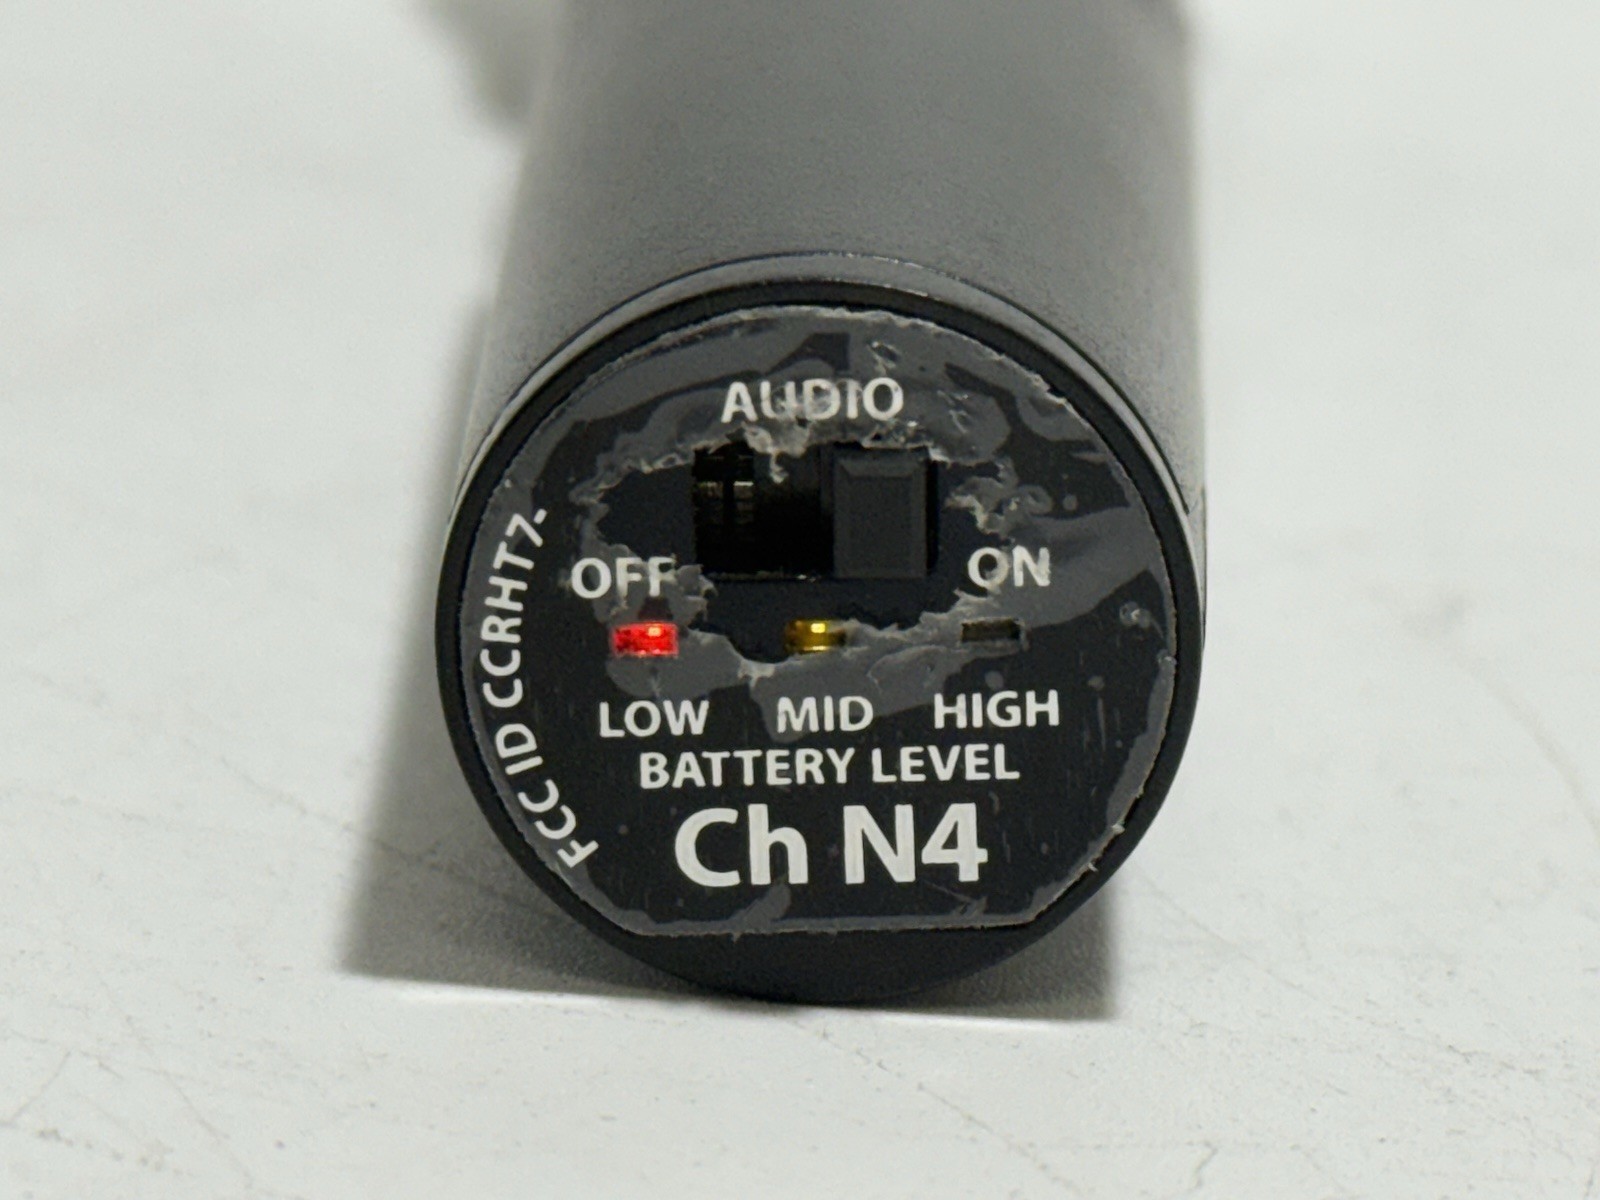 AUDIO
OFF ON
LOW MID HIGH
BATTERY LEVEL
Ch N4
FCC ID CCRHT7-